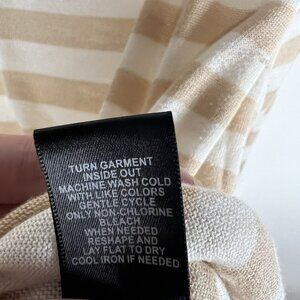 TURN GARMENT
INSIDE OUT
MACHINE WASH COLD
WITH LIKE COLORS
GENTLE CYCLE
ONLY NON-CHLORINE
BLEACH
WHEN NEEDED
RESHAPE AND
LAY FLAT TO DRY
COOL IRON IF NEEDED